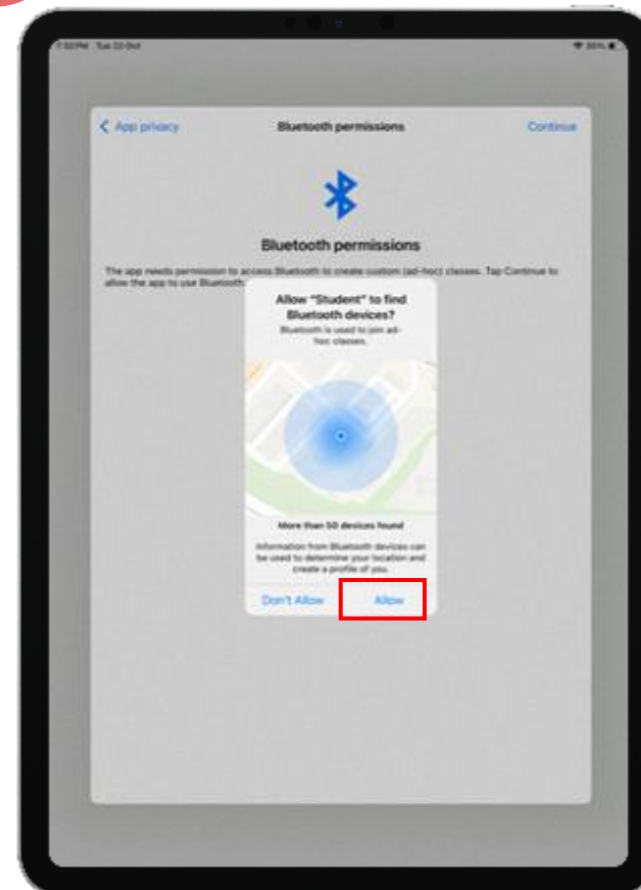 7:32 PM Tue 22 Oct
35%
App privacy
Bluetooth permissions
Continue
Bluetooth permissions
The app needs permission to access Bluetooth to create custom (ad-hoc) classes. Tap Continue to
allow the app to use Bluetooth.
Allow "Student" to find
Bluetooth devices?
Bluetooth is used to join ad-
hoc classes.
More than 50 devices found
Information from Bluetooth devices can
be used to determine your location and
create a profile of you.
Don't Allow
Allow